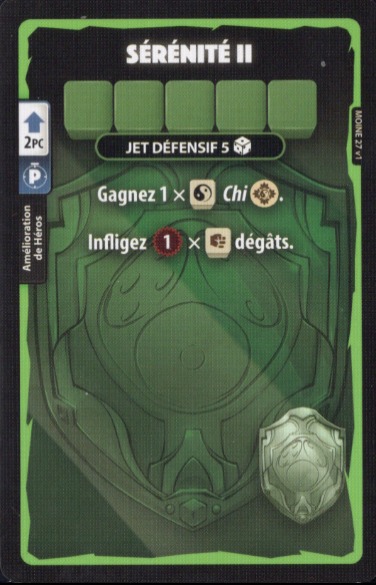 SÉRÉNITÉ II
JET DÉFENSIF 5
2PC
P
Amélioration
de Héros
MOINE 27 v1
Gagnez 1 × Chi.
Infligez 1 × dégâts.